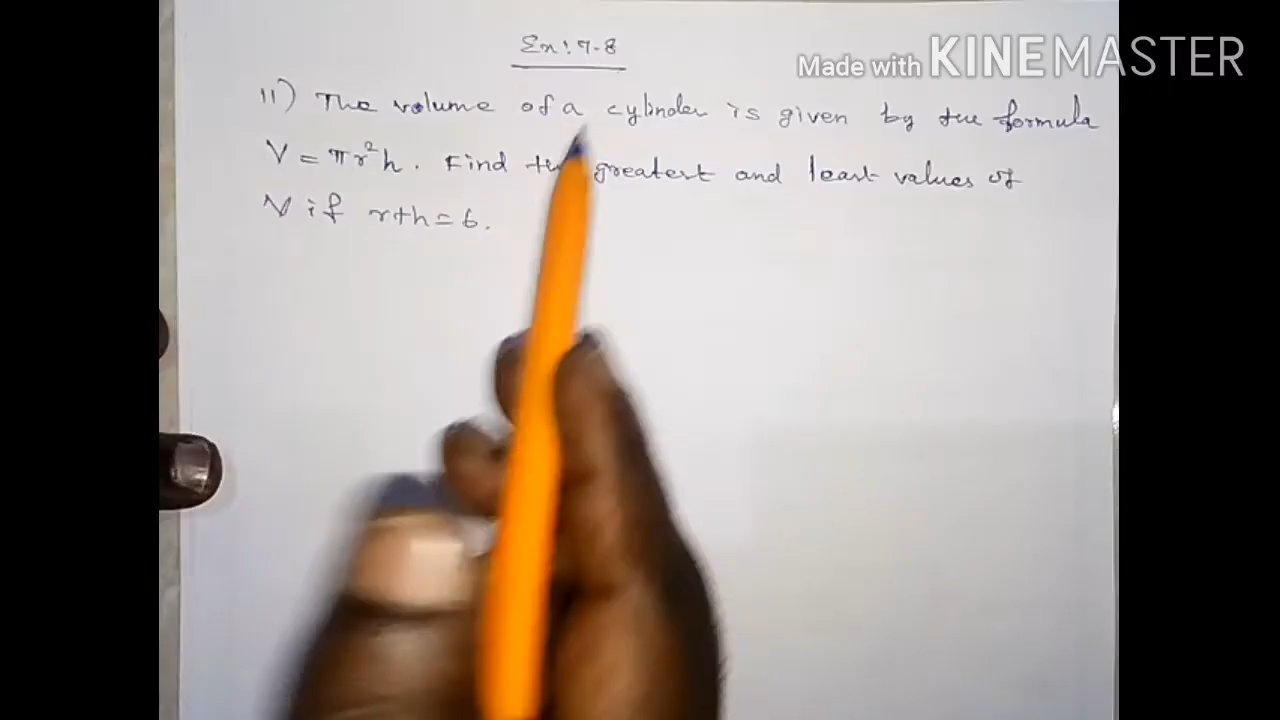 Ex: 7.8
Made with KINEMASTER
11) The volume of a cylinder is given by the formula
V = πr²h. Find the greatest and least values of
V if r+h=6.